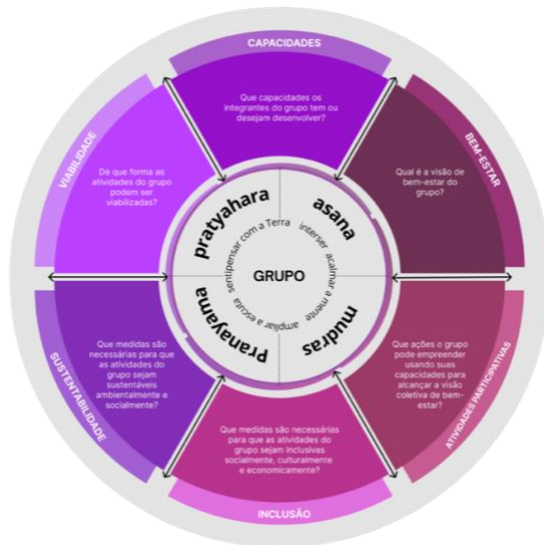 CAPACIDADES
Que capacidades os
integrantes do grupo tem ou
desejam desenvolver?
BEM-ESTAR
Qual é a visão de
bem-estar do
grupo?
ATIVIDADES PARTICIPATIVAS
Que ações o grupo
pode empreender
usando suas
capacidades para
alcançar a visão
coletiva de bem-
estar?
INCLUSÃO
Que medidas são necessárias
para que as atividades do
grupo sejam inclusivas
socialmente, culturalmente
e economicamente?
SUSTENTABILIDADE
Que medidas são
necessárias para que
as atividades do
grupo sejam
sustentáveis
ambientalmente e
socialmente?
VIABILIDADE
De que forma as
atividades do grupo
podem ser
viabilizadas?
pratyahara
asana
mudras
Pranayama
sentipensar com a Terra
interser
acalmar a mente
ampliar a escuta
GRUPO